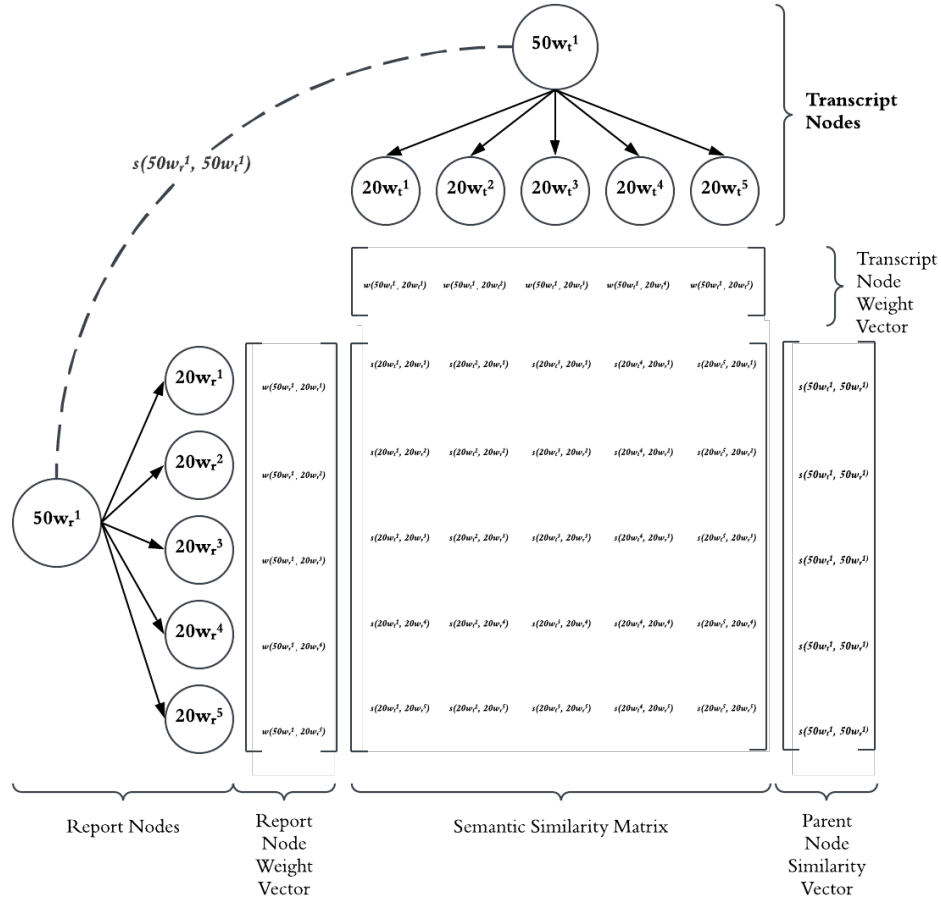 50wₜ¹
Transcript
Nodes
s(50wᵣ¹, 50wₜ¹)
20wₜ¹ 20wₜ² 20wₜ³ 20wₜ⁴ 20wₜ⁵
w(50wₜ¹, 20wₜ¹) w(50wₜ¹, 20wₜ²) w(50wₜ¹, 20wₜ³) w(50wₜ¹, 20wₜ⁴) w(50wₜ¹, 20wₜ⁵)
Transcript
Node
Weight
Vector
20wᵣ¹ w(50wᵣ¹, 20wᵣ¹) s(20wₜ¹, 20wᵣ¹) s(20wₜ², 20wᵣ¹) s(20wₜ³, 20wᵣ¹) s(20wₜ⁴, 20wᵣ¹) s(20wₜ⁵, 20wᵣ¹) s(50wₜ¹, 50wᵣ¹)
20wᵣ² w(50wᵣ¹, 20wᵣ²) s(20wₜ¹, 20wᵣ²) s(20wₜ², 20wᵣ²) s(20wₜ³, 20wᵣ²) s(20wₜ⁴, 20wᵣ²) s(20wₜ⁵, 20wᵣ²) s(50wₜ¹, 50wᵣ¹)
50wᵣ¹
20wᵣ³ w(50wᵣ¹, 20wᵣ³) s(20wₜ¹, 20wᵣ³) s(20wₜ², 20wᵣ³) s(20wₜ³, 20wᵣ³) s(20wₜ⁴, 20wᵣ³) s(20wₜ⁵, 20wᵣ³) s(50wₜ¹, 50wᵣ¹)
20wᵣ⁴ w(50wᵣ¹, 20wᵣ⁴) s(20wₜ¹, 20wᵣ⁴) s(20wₜ², 20wᵣ⁴) s(20wₜ³, 20wᵣ⁴) s(20wₜ⁴, 20wᵣ⁴) s(20wₜ⁵, 20wᵣ⁴) s(50wₜ¹, 50wᵣ¹)
20wᵣ⁵ w(50wᵣ¹, 20wᵣ⁵) s(20wₜ¹, 20wᵣ⁵) s(20wₜ², 20wᵣ⁵) s(20wₜ³, 20wᵣ⁵) s(20wₜ⁴, 20wᵣ⁵) s(20wₜ⁵, 20wᵣ⁵) s(50wₜ¹, 50wᵣ¹)
Report Nodes
Report
Node
Weight
Vector
Semantic Similarity Matrix
Parent
Node
Similarity
Vector